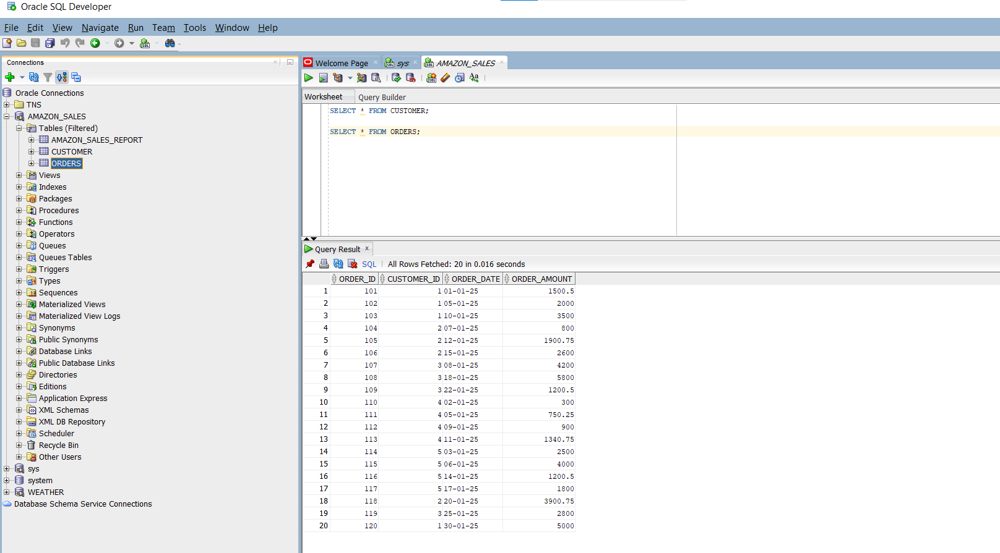 Oracle SQL Developer
File Edit View Navigate Run Team Tools Window Help
Connections
Oracle Connections
TNS
AMAZON_SALES
Tables (Filtered)
AMAZON_SALES_REPORT
CUSTOMER
ORDERS
Views
Indexes
Packages
Procedures
Functions
Operators
Queues
Queues Tables
Triggers
Types
Sequences
Materialized Views
Materialized View Logs
Synonyms
Public Synonyms
Database Links
Public Database Links
Directories
Editions
Application Express
XML Schemas
XML DB Repository
Scheduler
Recycle Bin
Other Users
sys
system
WEATHER
Database Schema Service Connections
Welcome Page sys AMAZON_SALES
Worksheet Query Builder
SELECT * FROM CUSTOMER;
SELECT * FROM ORDERS;
Query Result
SQL All Rows Fetched: 20 in 0.016 seconds
ORDER_ID CUSTOMER_ID ORDER_DATE ORDER_AMOUNT
1 101 1 01-01-25 1500.5
2 102 1 05-01-25 2000
3 103 1 10-01-25 3500
4 104 2 07-01-25 800
5 105 2 12-01-25 1900.75
6 106 2 15-01-25 2600
7 107 3 08-01-25 4200
8 108 3 18-01-25 5800
9 109 3 22-01-25 1200.5
10 110 4 02-01-25 300
11 111 4 05-01-25 750.25
12 112 4 09-01-25 900
13 113 4 11-01-25 1340.75
14 114 5 03-01-25 2500
15 115 5 06-01-25 4000
16 116 5 14-01-25 1200.5
17 117 5 17-01-25 1800
18 118 2 20-01-25 3900.75
19 119 3 25-01-25 2800
20 120 1 30-01-25 5000